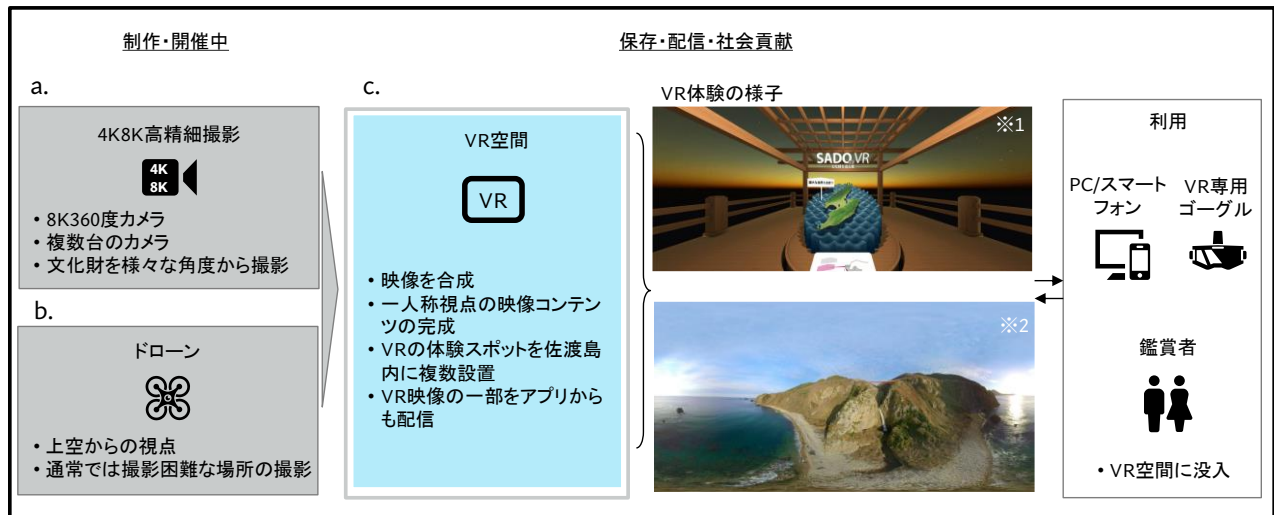 制作・開催中
保存・配信・社会貢献
a.
4K8K高精細撮影
4K
8K
• 8K360度カメラ
• 複数台のカメラ
• 文化財を様々な角度から撮影
b.
ドローン
• 上空からの視点
• 通常では撮影困難な場所の撮影
c.
VR空間
VR
• 映像を合成
• 一人称視点の映像コンテン
ツの完成
• VRの体験スポットを佐渡島
内に複数設置
• VR映像の一部をアプリから
も配信
VR体験の様子
※1
SADO VR
※2
利用
PC/スマート
フォン
VR専用
ゴーグル
鑑賞者
• VR空間に没入